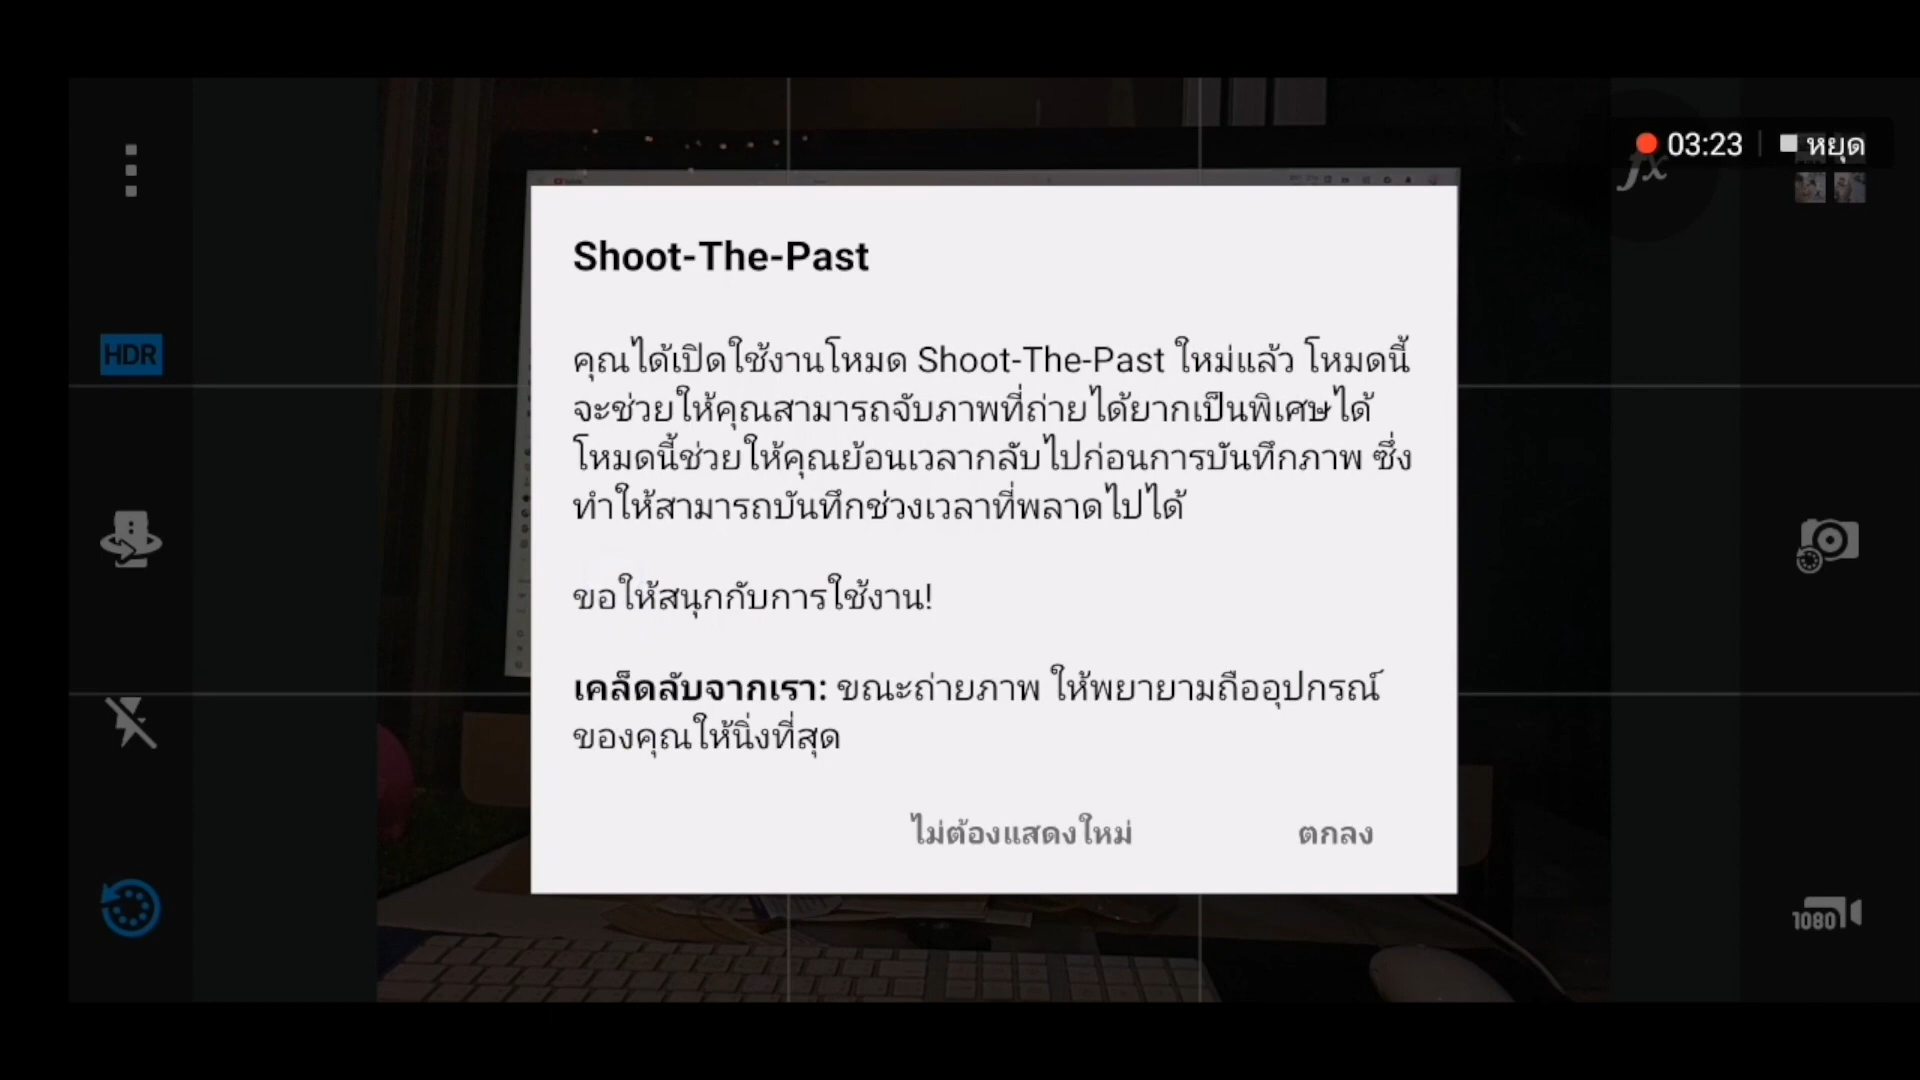 03:23
หยุด
fx
HDR
Shoot-The-Past
คุณได้เปิดใช้งานโหมด Shoot-The-Past ใหม่แล้ว โหมดนี้
จะช่วยให้คุณสามารถจับภาพที่ถ่ายได้ยากเป็นพิเศษได้
โหมดนี้ช่วยให้คุณย้อนเวลากลับไปก่อนการบันทึกภาพ ซึ่ง
ทำให้สามารถบันทึกช่วงเวลาที่พลาดไปได้
ขอให้สนุกกับการใช้งาน!
เคล็ดลับจากเรา: ขณะถ่ายภาพ ให้พยายามถืออุปกรณ์
ของคุณให้นิ่งที่สุด
ไม่ต้องแสดงใหม่
ตกลง
1080